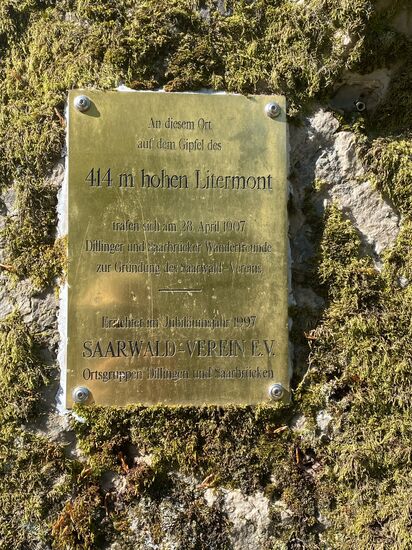 An diesem Ort
auf dem Gipfel des
414 m hohen Litermont
trafen sich am 28. April 1907
Dillinger und Saarbrücker Wanderfreunde
zur Gründung des Saarwald-Vereins
Errichtet im Jubiläumsjahr 1997
SAARWALD-VEREIN E.V.
Ortsgruppen Dillingen und Saarbrücken